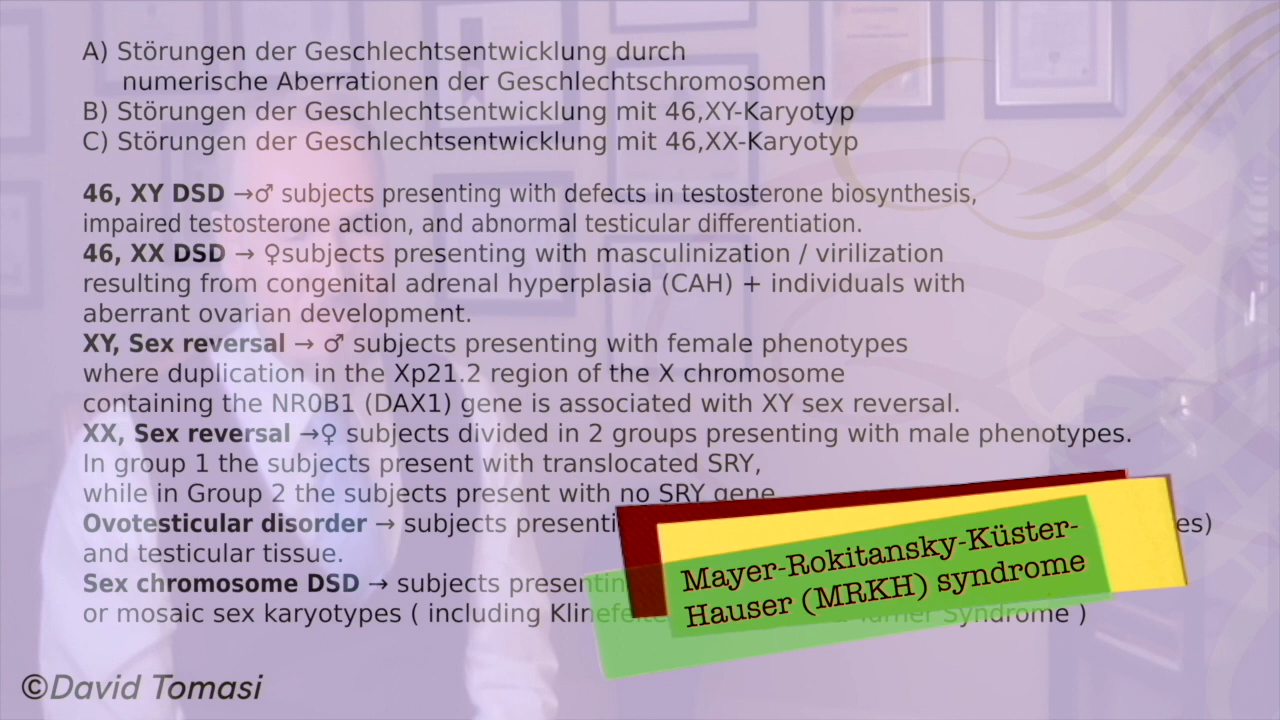 A) Störungen der Geschlechtsentwicklung durch
numerische Aberrationen der Geschlechtschromosomen
B) Störungen der Geschlechtsentwicklung mit 46,XY-Karyotyp
C) Störungen der Geschlechtsentwicklung mit 46,XX-Karyotyp
46, XY DSD →♂ subjects presenting with defects in testosterone biosynthesis,
impaired testosterone action, and abnormal testicular differentiation.
46, XX DSD → ♀subjects presenting with masculinization / virilization
resulting from congenital adrenal hyperplasia (CAH) + individuals with
aberrant ovarian development.
XY, Sex reversal → ♂ subjects presenting with female phenotypes
where duplication in the Xp21.2 region of the X chromosome
containing the NR0B1 (DAX1) gene is associated with XY sex reversal.
XX, Sex reversal →♀ subjects divided in 2 groups presenting with male phenotypes.
In group 1 the subjects present with translocated SRY,
while in Group 2 the subjects present with no SRY gene
Ovotesticular disorder → subjects
and testicular tissue.
Sex chromosome DSD → subjects
or mosaic sex karyotypes ( including Syndrome )
Mayer-Rokitansky-Küster-
Hauser (MRKH) syndrome
©David Tomasi